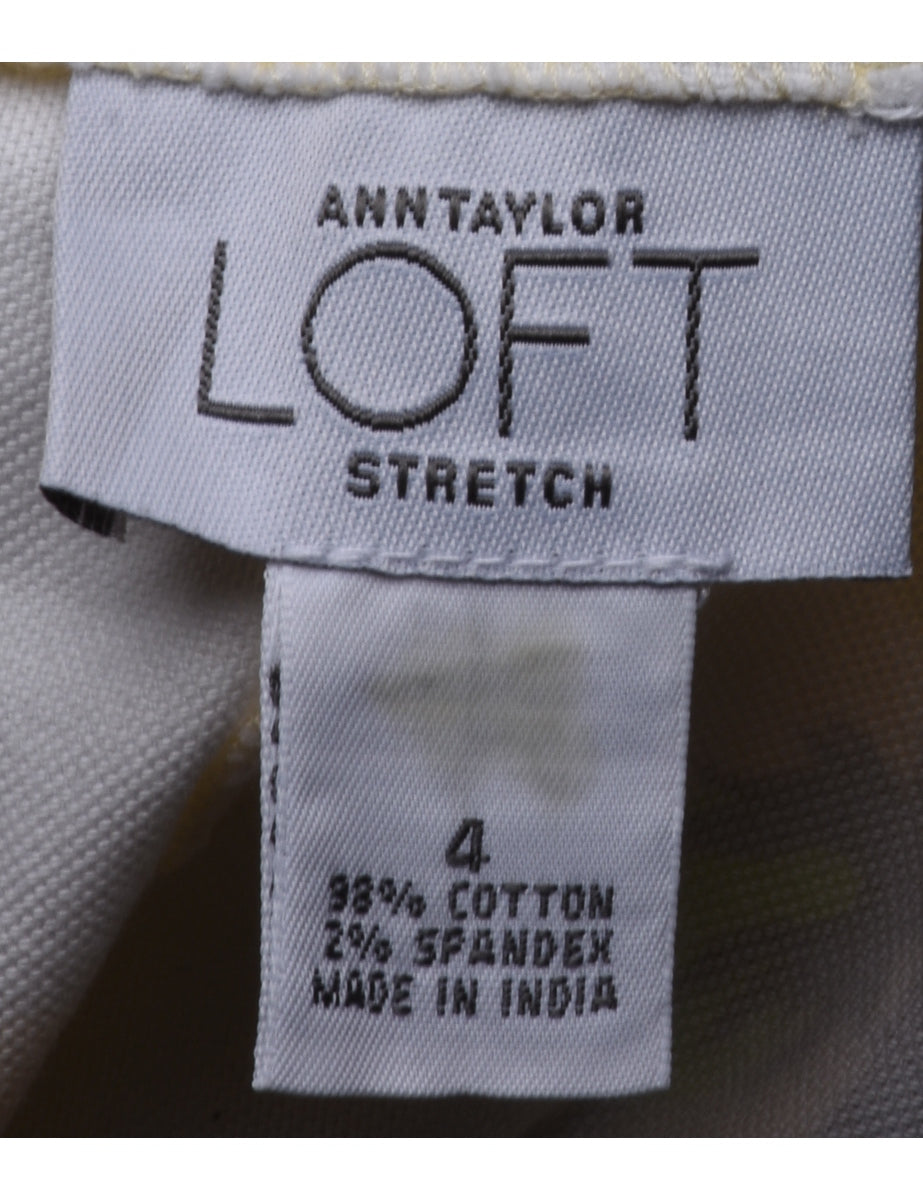 ANNTAYLOR
LOFT
STRETCH
4
98% COTTON
2% SPANDEX
MADE IN INDIA